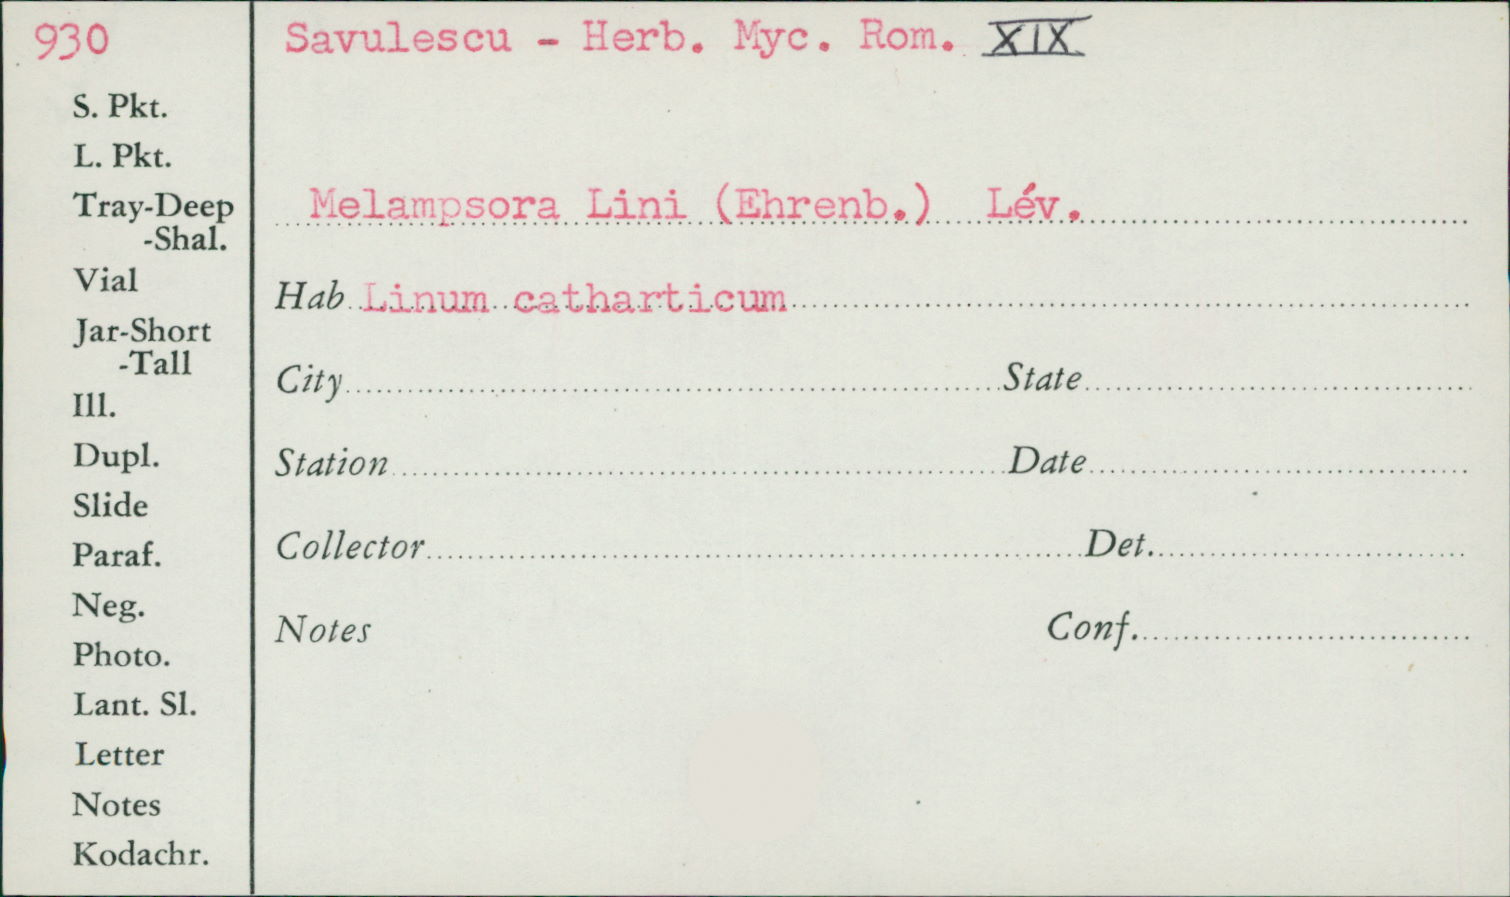 930
Savulescu - Herb. Myc. Rom. XIX
S. Pkt.
L. Pkt.
Tray-Deep
-Shal.
Vial
Jar-Short
-Tall
Ill.
Dupl.
Slide
Paraf.
Neg.
Photo.
Lant. Sl.
Letter
Notes
Kodachr.
Melampsora Lini (Ehrenb.) Lév.
Hab Linum catharticum
City State
Station Date
Collector Det.
Notes Conf.